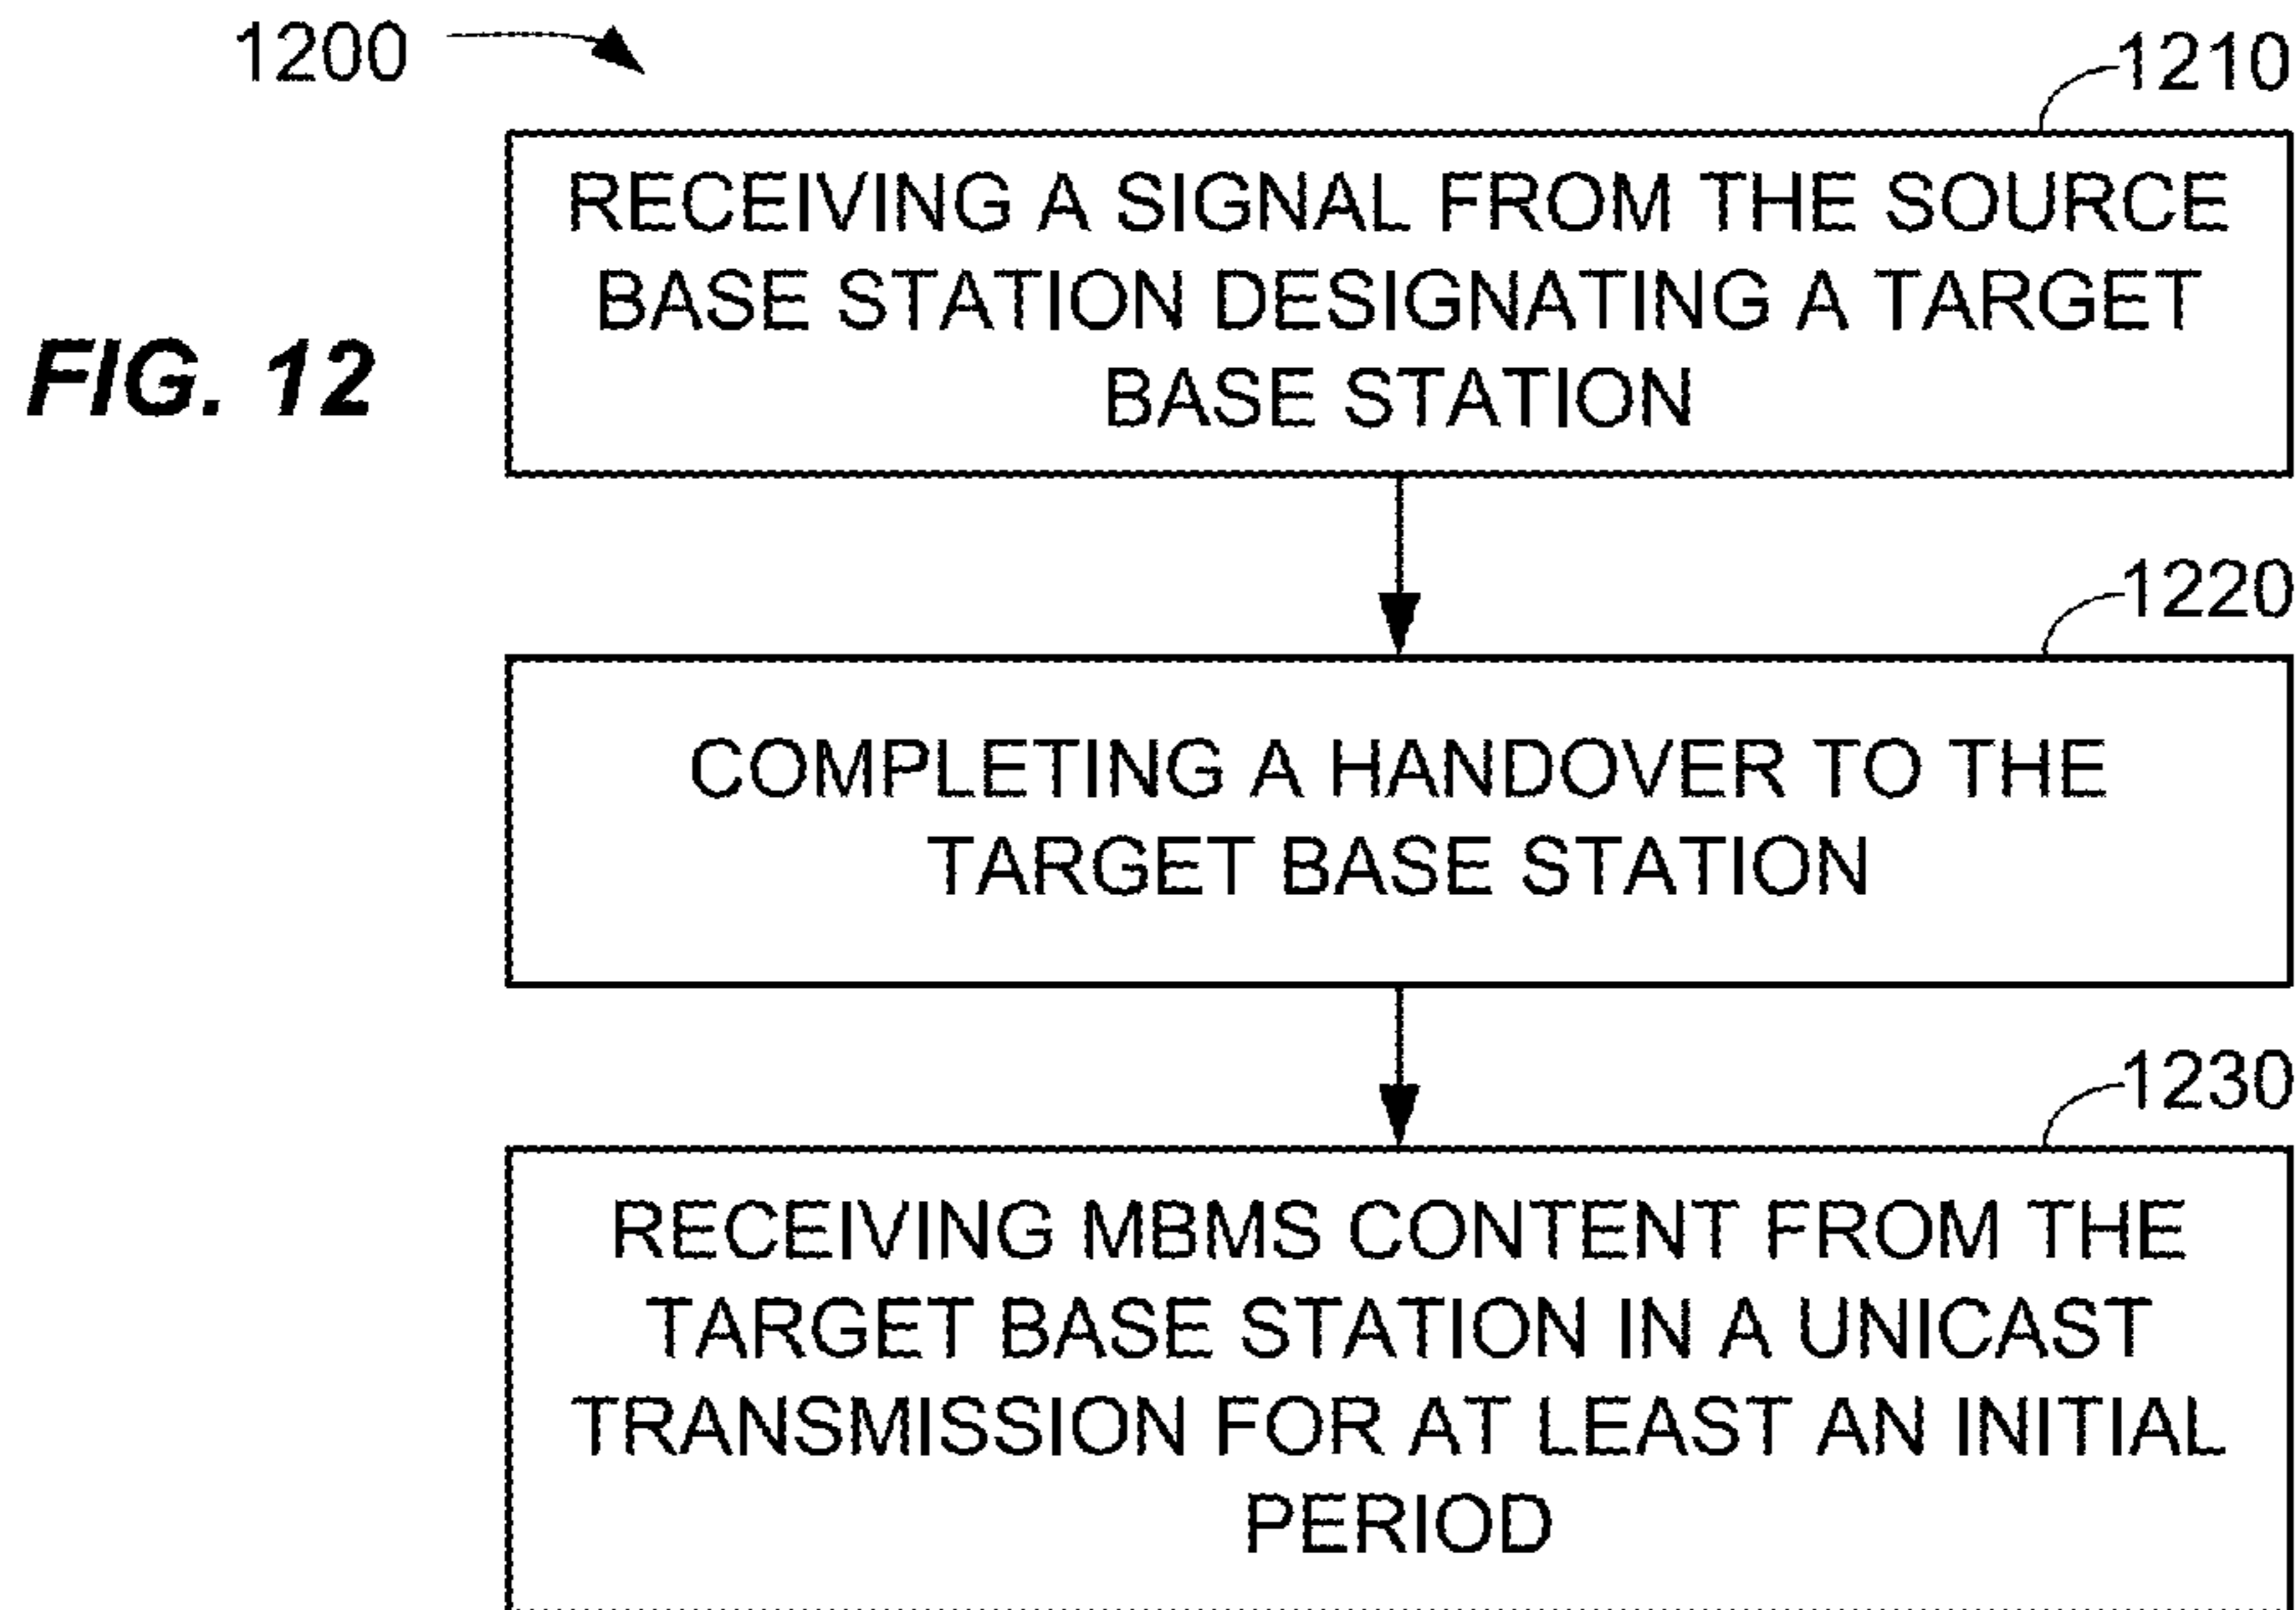 1200
1210
RECEIVING A SIGNAL FROM THE SOURCE
BASE STATION DESIGNATING A TARGET
BASE STATION
FIG. 12
1220
COMPLETING A HANDOVER TO THE
TARGET BASE STATION
1230
RECEIVING MBMS CONTENT FROM THE
TARGET BASE STATION IN A UNICAST
TRANSMISSION FOR AT LEAST AN INITIAL
PERIOD